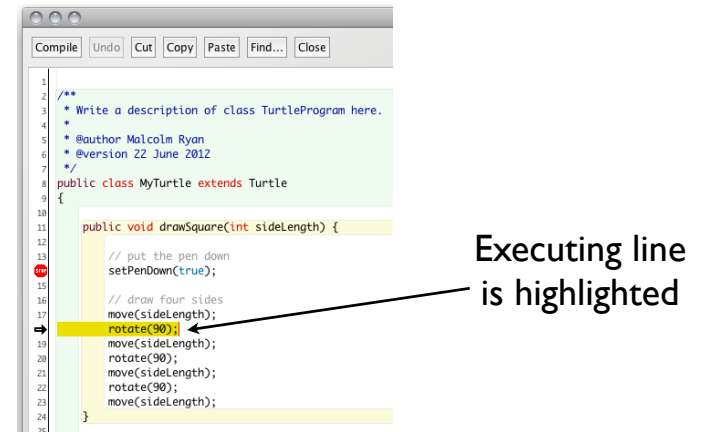 Compile Undo Cut Copy Paste Find... Close
1
2 /**
3  * Write a description of class TurtleProgram here.
4  *
5  * @author Malcolm Ryan
6  * @version 22 June 2012
7  */
8 public class MyTurtle extends Turtle
9 {
10
11     public void drawSquare(int sideLength) {
12
13         // put the pen down
STOP         setPenDown(true);
15
16         // draw four sides
17         move(sideLength);
        rotate(90);
19         move(sideLength);
20         rotate(90);
21         move(sideLength);
22         rotate(90);
23         move(sideLength);
24     }
25
Executing line
is highlighted